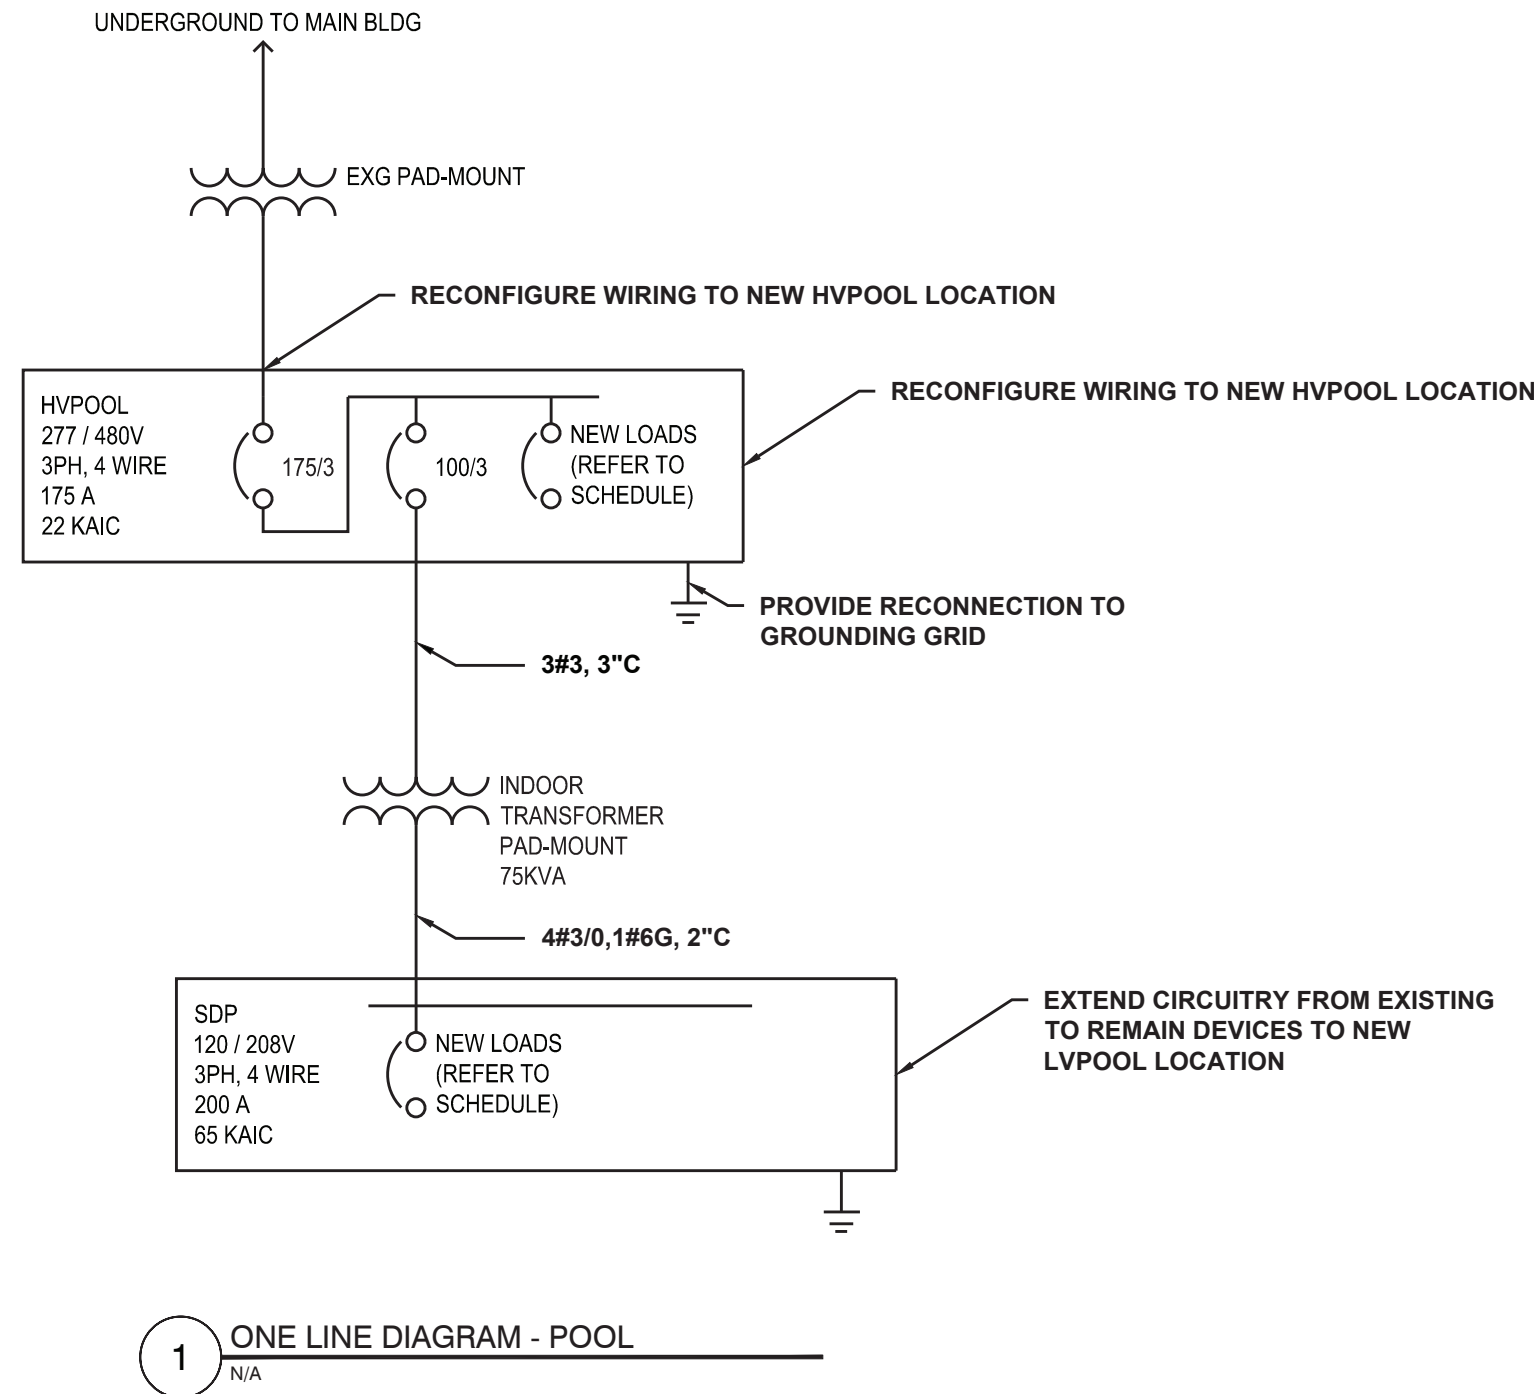 UNDERGROUND TO MAIN BLDG
EXG PAD-MOUNT
RECONFIGURE WIRING TO NEW HVPOOL LOCATION
RECONFIGURE WIRING TO NEW HVPOOL LOCATION
HVPOOL
277 / 480V
3PH, 4 WIRE
175 A
22 KAIC
175/3
100/3
NEW LOADS
(REFER TO
SCHEDULE)
PROVIDE RECONNECTION TO
GROUNDING GRID
3#3, 3"C
INDOOR
TRANSFORMER
PAD-MOUNT
75KVA
4#3/0,1#6G, 2"C
SDP
120 / 208V
3PH, 4 WIRE
200 A
65 KAIC
NEW LOADS
(REFER TO
SCHEDULE)
EXTEND CIRCUITRY FROM EXISTING
TO REMAIN DEVICES TO NEW
LVPOOL LOCATION
1
ONE LINE DIAGRAM - POOL
N/A